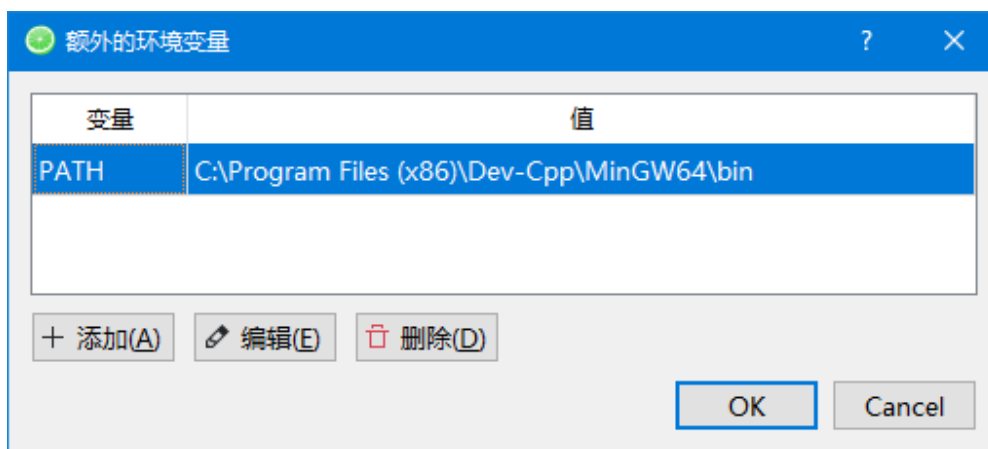 额外的环境变量
?
变量 值
PATH C:\Program Files (x86)\Dev-Cpp\MinGW64\bin
添加(A) 编辑(E) 删除(D)
OK Cancel